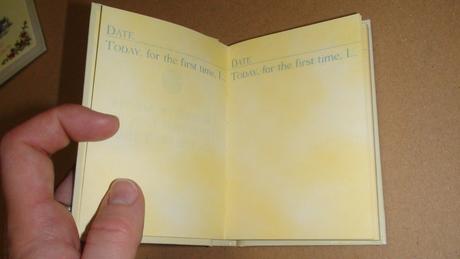 DATE
TODAY, for the first time, I...
DATE
TODAY, for the first time, I...